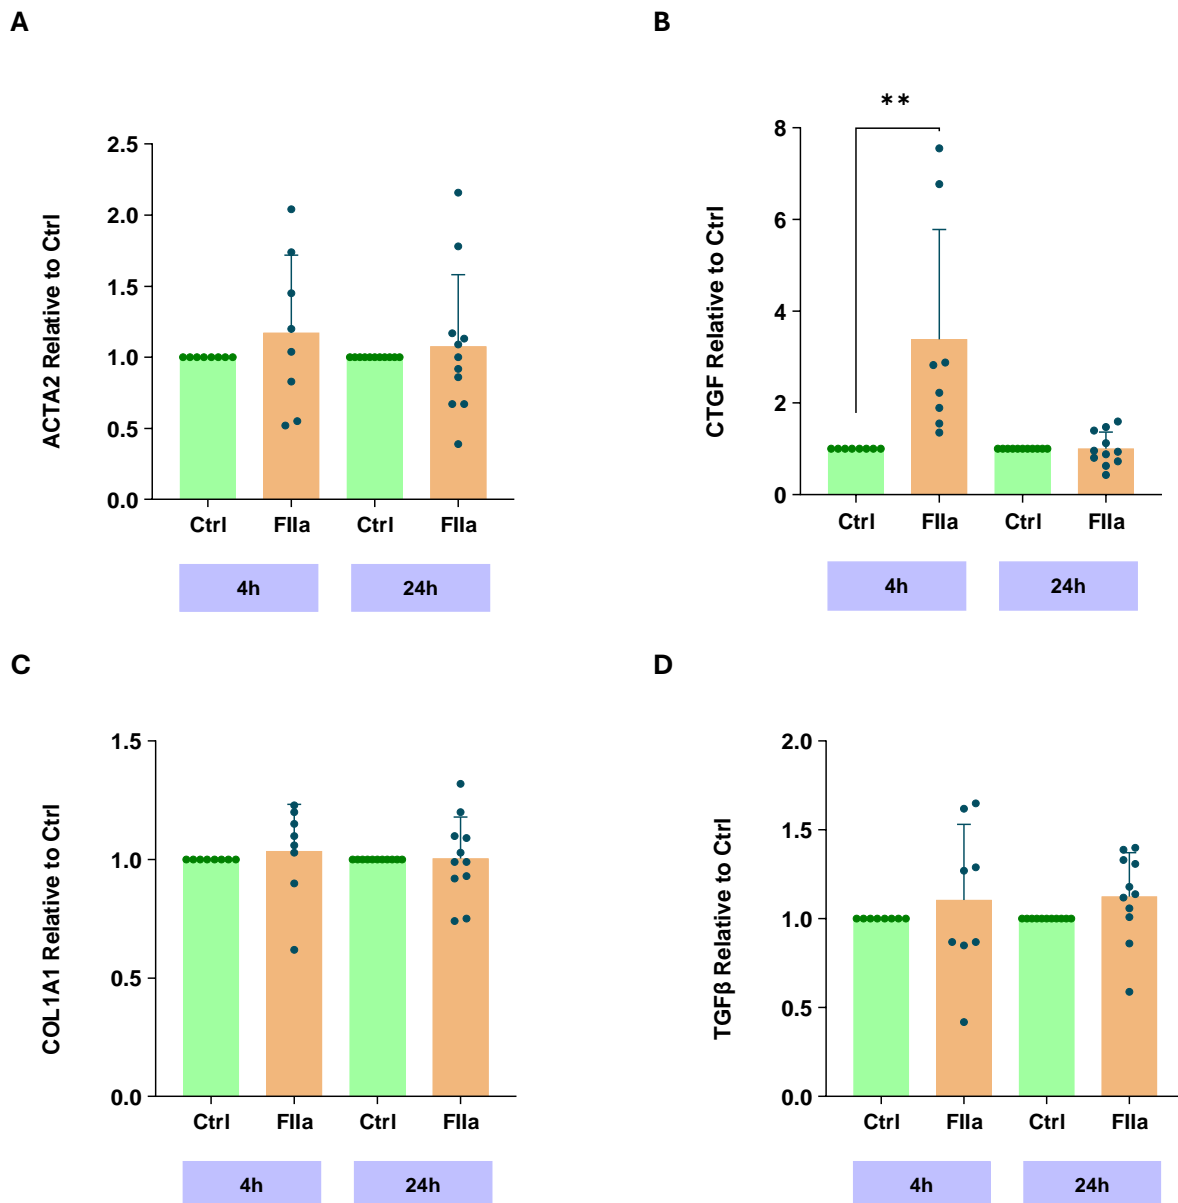 A
ACTA2 Relative to Ctrl
2.5
2.0
1.5
1.0
0.5
0.0
Ctrl FIIa Ctrl FIIa
4h 24h
B
CTGF Relative to Ctrl
**
8
6
4
2
0
Ctrl FIIa Ctrl FIIa
4h 24h
C
COL1A1 Relative to Ctrl
1.5
1.0
0.5
0.0
Ctrl FIIa Ctrl FIIa
4h 24h
D
TGFβ Relative to Ctrl
2.0
1.5
1.0
0.5
0.0
Ctrl FIIa Ctrl FIIa
4h 24h